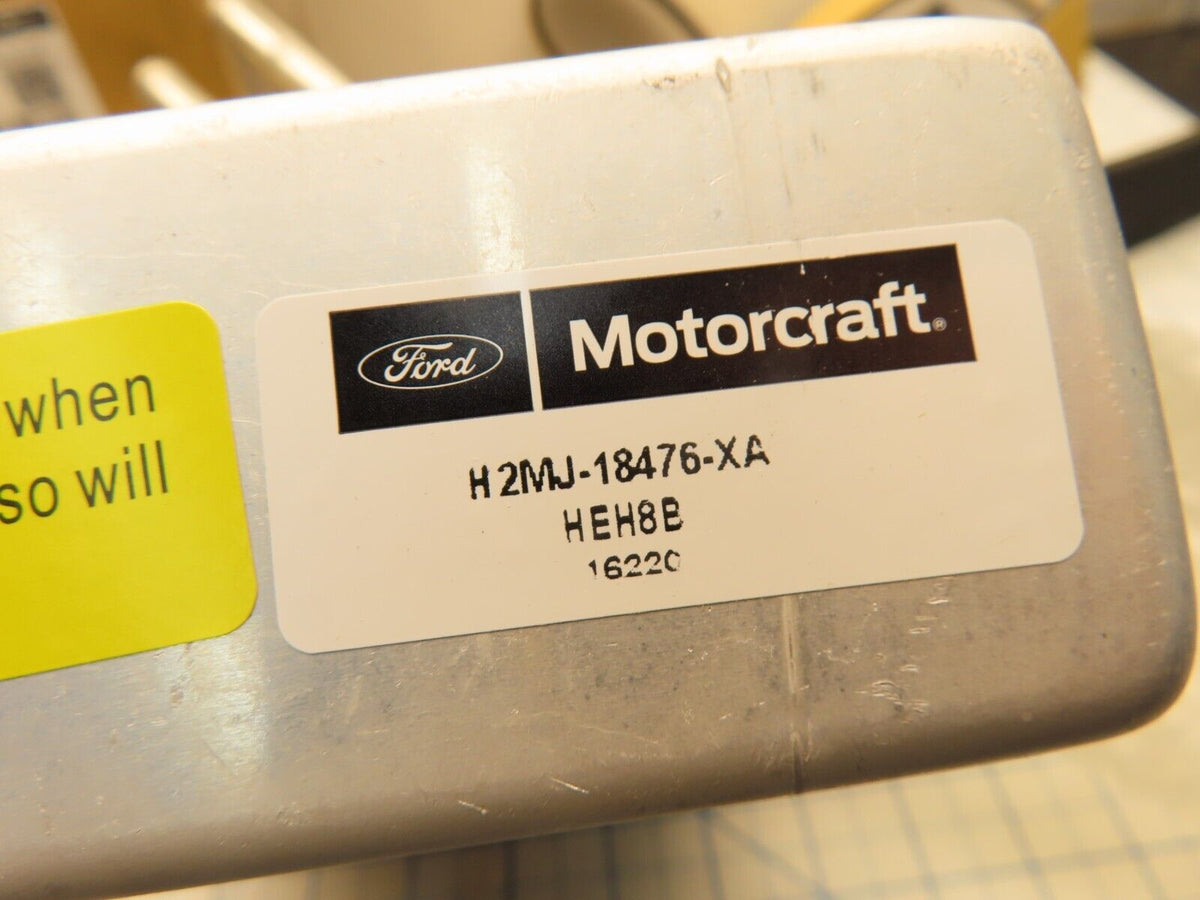 when
so will
Ford Motorcraft®
H2MJ-18476-XA
HEH8B
16220